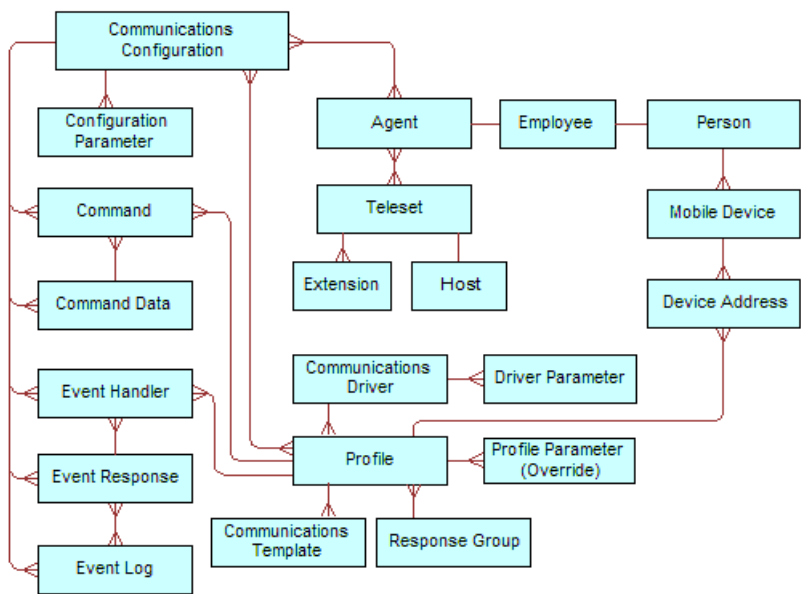 Communications
Configuration
Configuration
Parameter
Agent
Employee
Person
Command
Teleset
Mobile Device
Command Data
Extension
Host
Device Address
Event Handler
Communications
Driver
Driver Parameter
Event Response
Profile
Profile Parameter
(Override)
Event Log
Communications
Template
Response Group